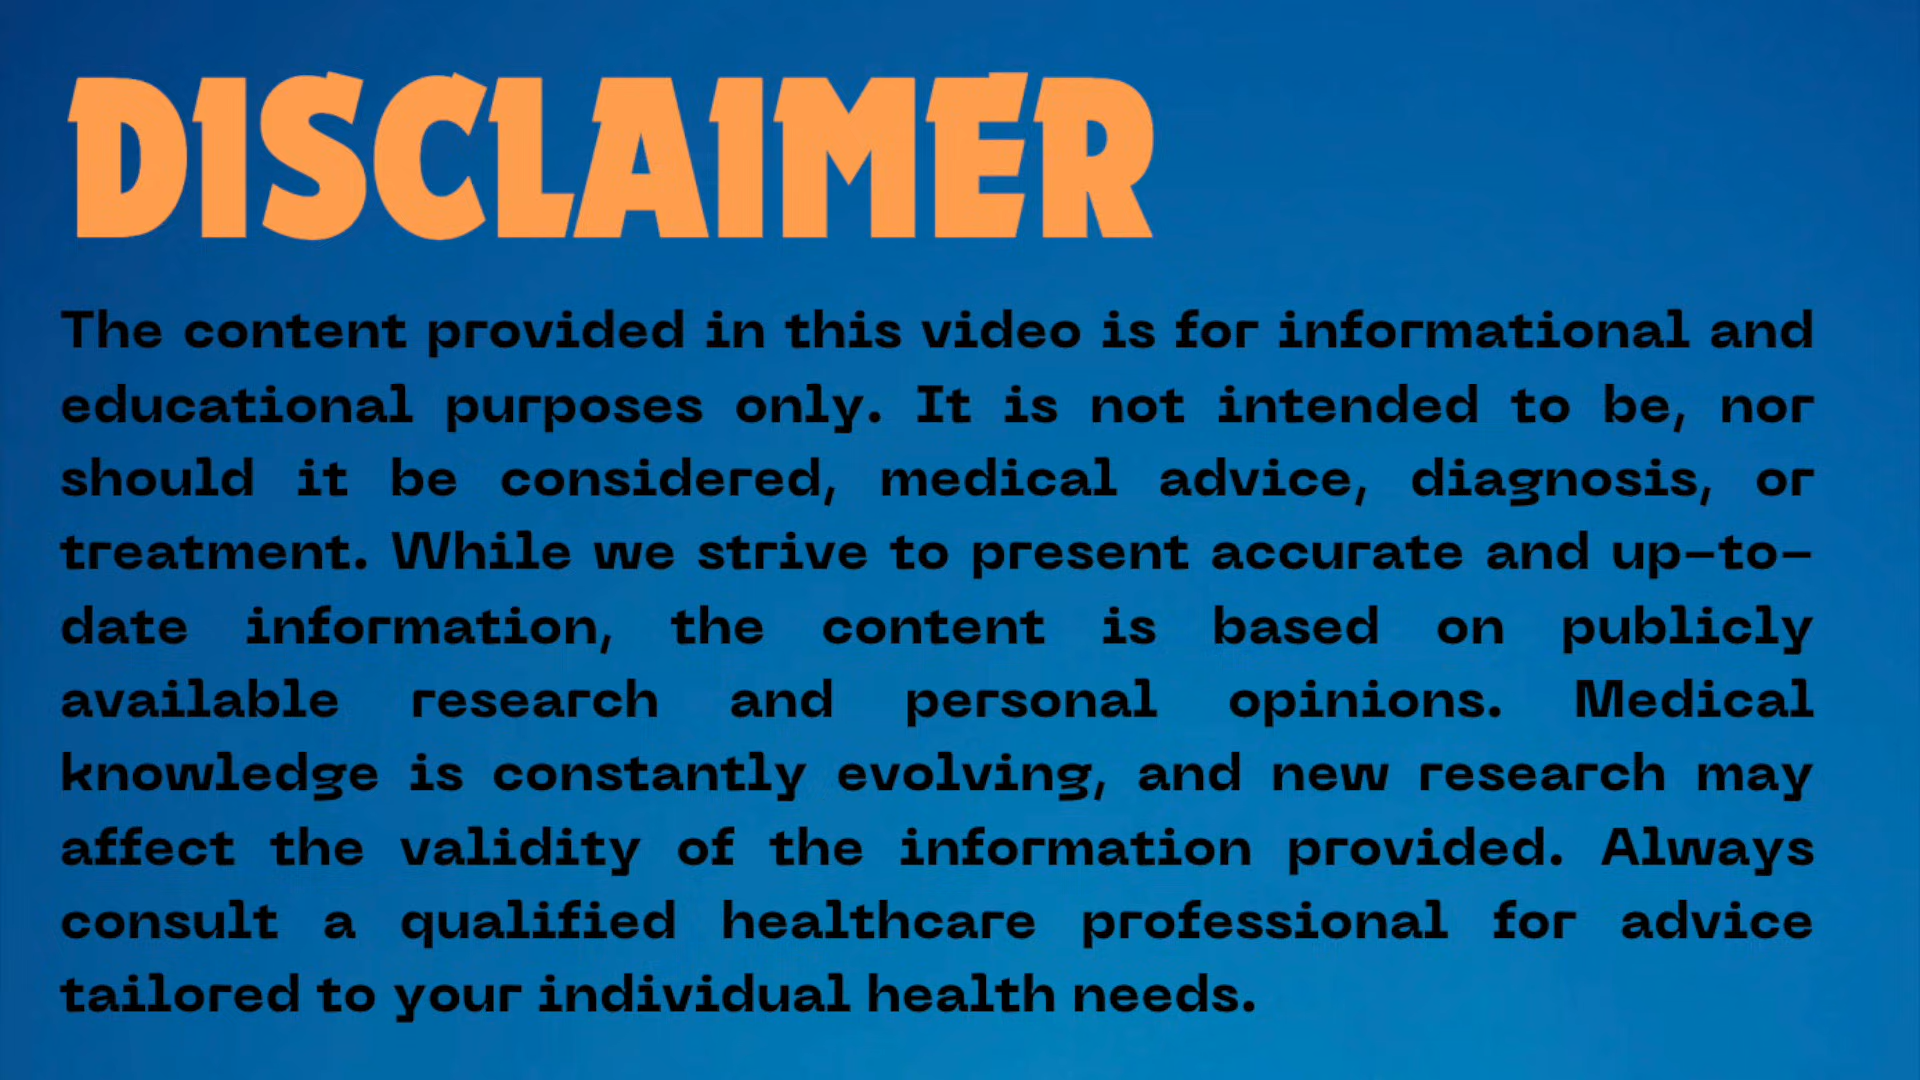 DISCLAIMER
The content provided in this video is for informational and
educational purposes only. It is not intended to be, nor
should it be considered, medical advice, diagnosis, or
treatment. While we strive to present accurate and up-to-
date information, the content is based on publicly
available research and personal opinions. Medical
knowledge is constantly evolving, and new research may
affect the validity of the information provided. Always
consult a qualified healthcare professional for advice
tailored to your individual health needs.